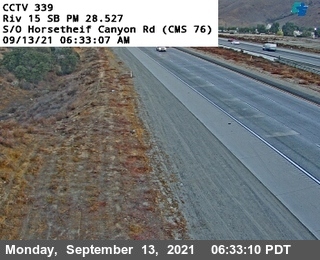 CCTV 339
Riv 15 SB PM 28.527
S/O Horsetheif Canyon Rd (CMS 76)
09/13/21 06:33:07 AM
Monday, September 13, 2021 06:33:10 PDT